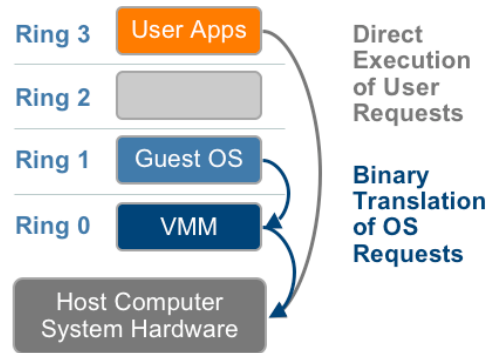 Ring 3
User Apps
Direct
Execution
of User
Requests
Ring 2
Ring 1
Guest OS
Binary
Translation
of OS
Requests
Ring 0
VMM
Host Computer
System Hardware